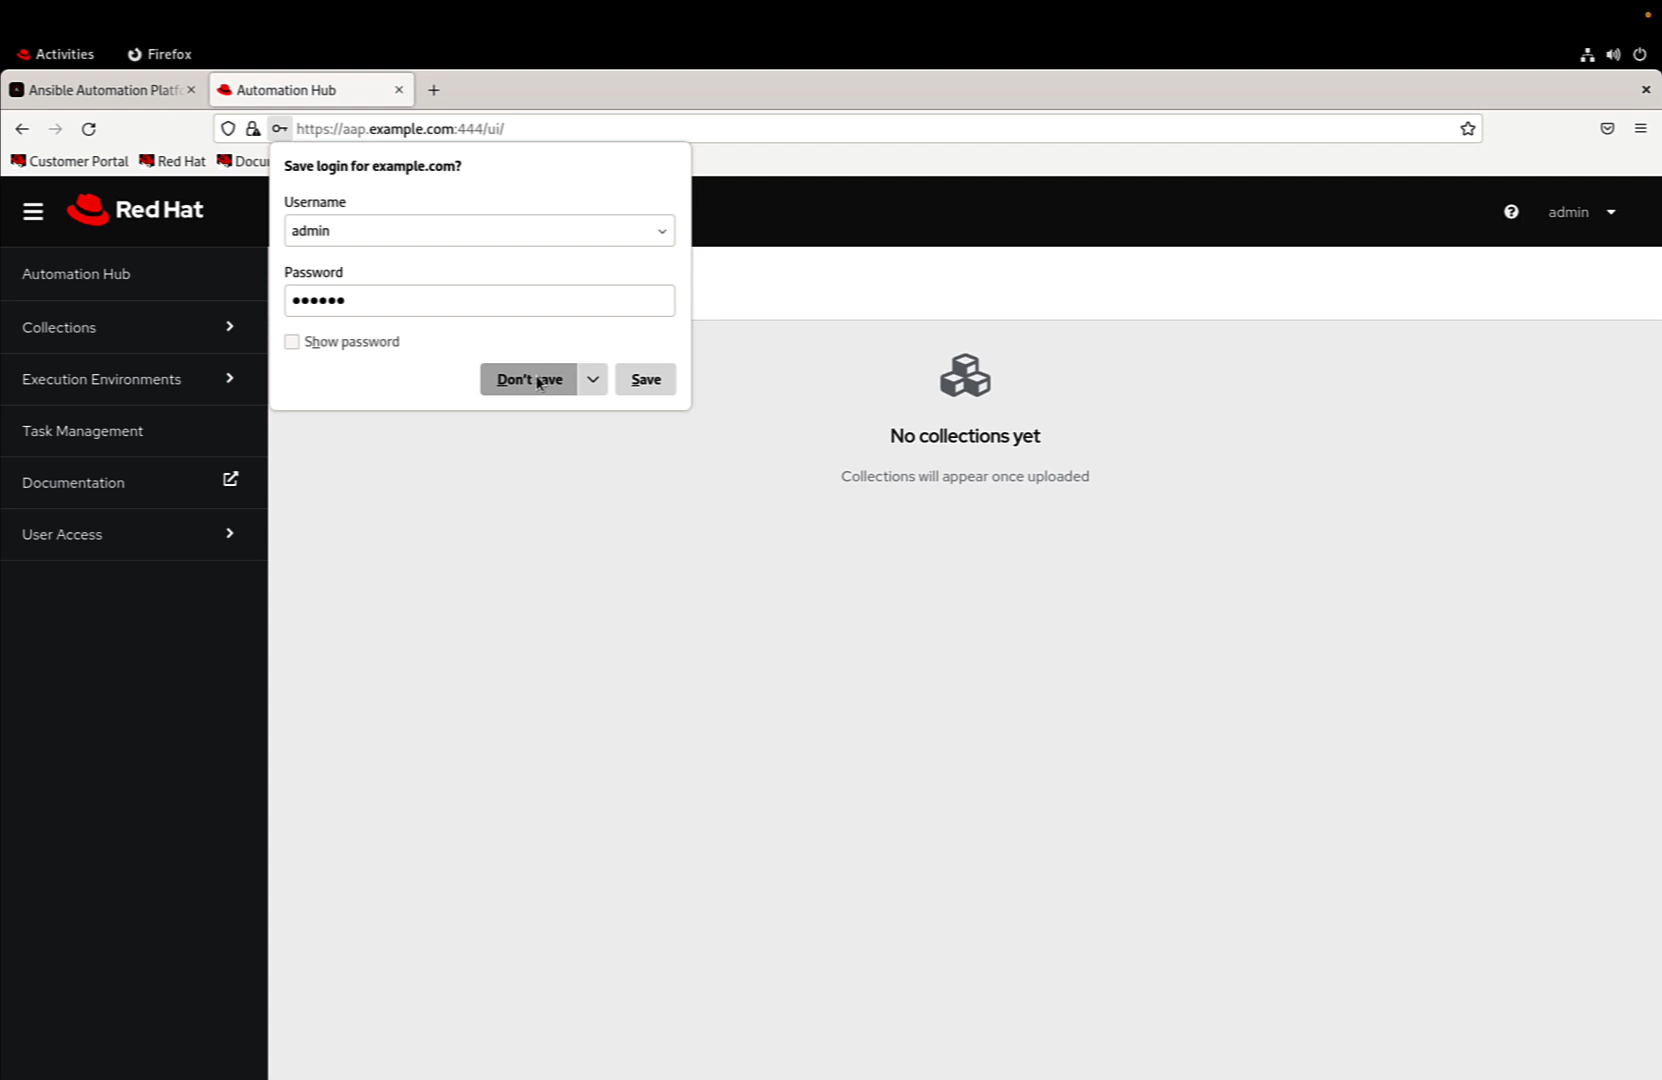 Activities Firefox
Ansible Automation Platf Automation Hub
https://aap.example.com:444/ui/
Customer Portal Red Hat Docu
Save login for example.com?
Username
admin
Password
Show password
Don't Save
Red Hat
admin
Automation Hub
Collections
Execution Environments
Task Management
Documentation
User Access
No collections yet
Collections will appear once uploaded